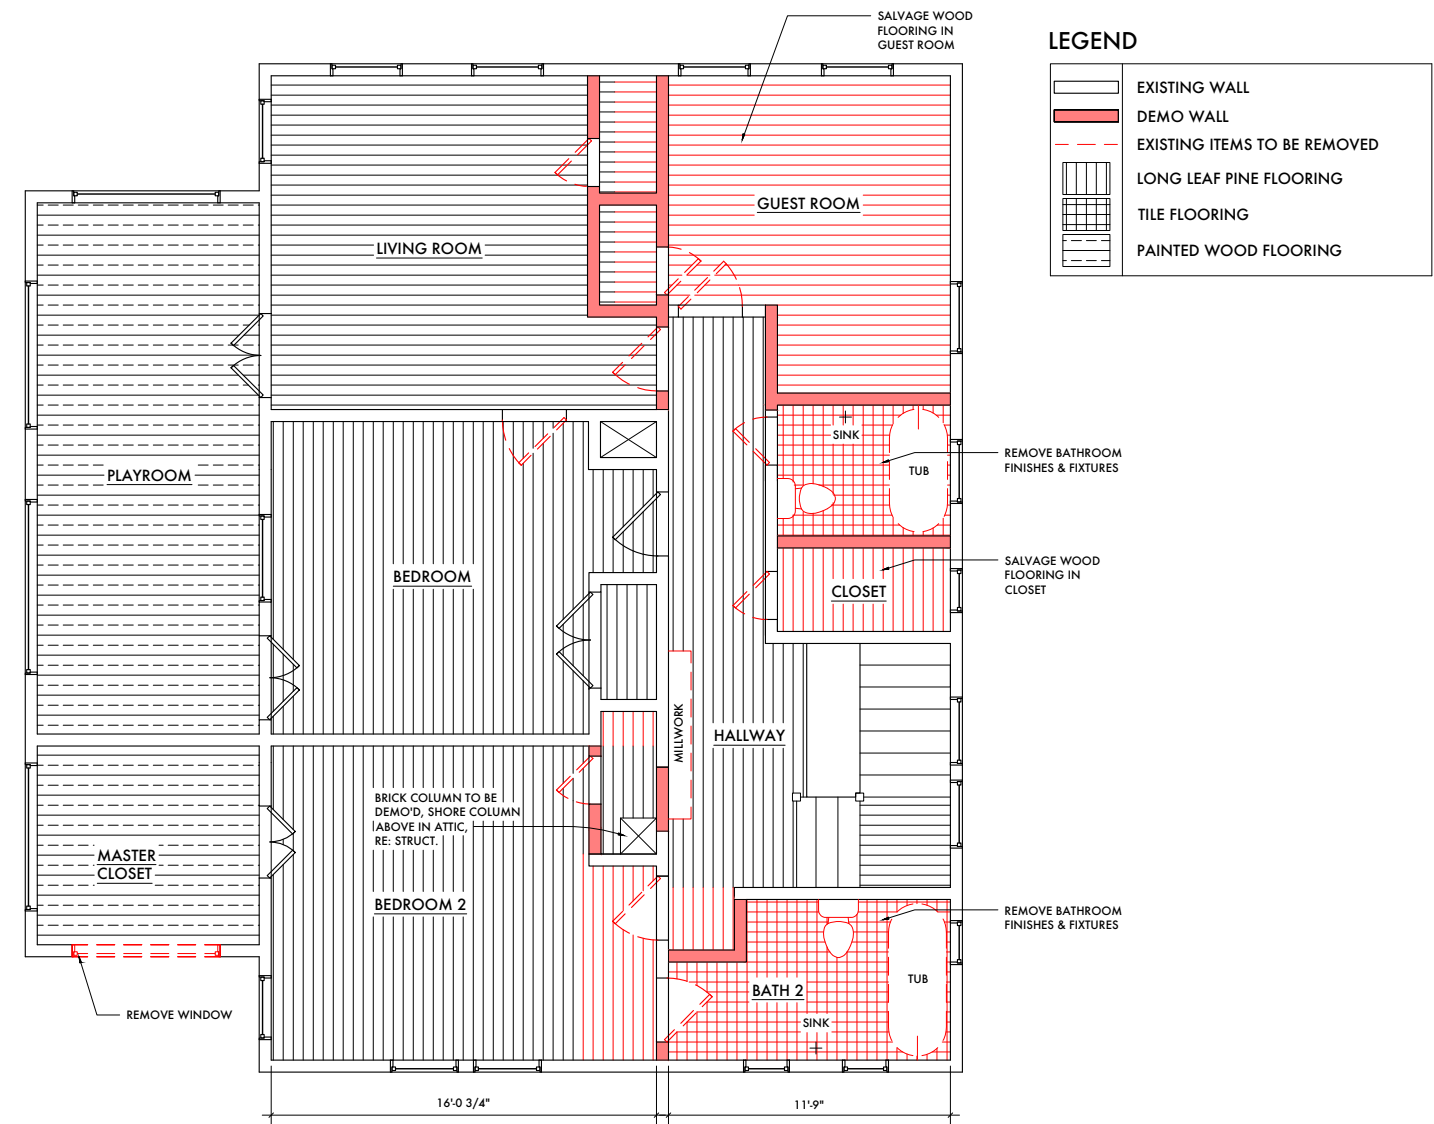 SALVAGE WOOD
FLOORING IN
GUEST ROOM
LEGEND
EXISTING WALL
DEMO WALL
EXISTING ITEMS TO BE REMOVED
LONG LEAF PINE FLOORING
TILE FLOORING
PAINTED WOOD FLOORING
GUEST ROOM
LIVING ROOM
SINK
TUB
REMOVE BATHROOM
FINISHES & FIXTURES
PLAYROOM
BEDROOM
CLOSET
SALVAGE WOOD
FLOORING IN
CLOSET
MILLWORK
HALLWAY
BRICK COLUMN TO BE
DEMO'D, SHORE COLUMN
ABOVE IN ATTIC,
RE: STRUCT.
MASTER
CLOSET
BEDROOM 2
REMOVE BATHROOM
FINISHES & FIXTURES
TUB
BATH 2
SINK
REMOVE WINDOW
16'-0 3/4"
11'-9"